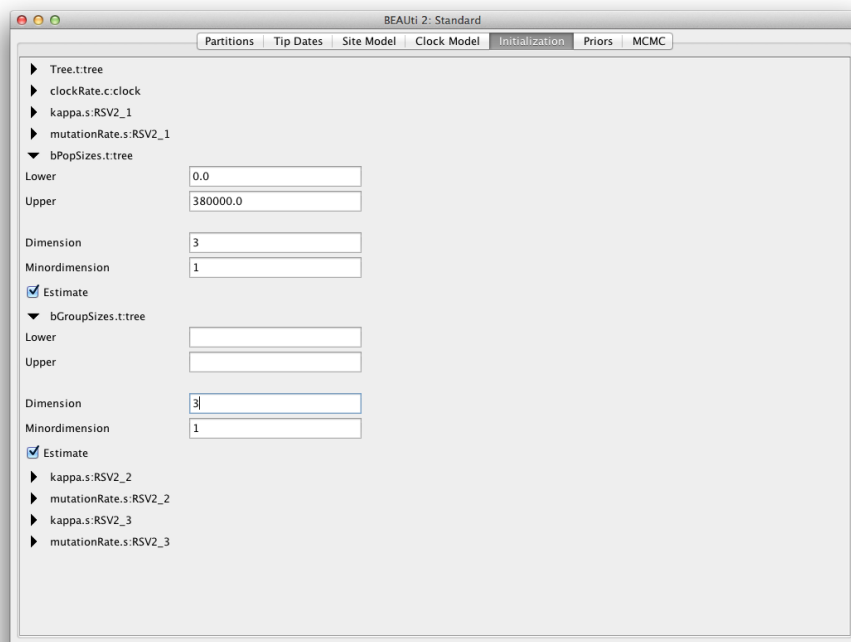 BEAUti 2: Standard
Partitions Tip Dates Site Model Clock Model Initialization Priors MCMC
Tree.t:tree
clockRate.c:clock
kappa.s:RSV2_1
mutationRate.s:RSV2_1
bPopSizes.t:tree
Lower 0.0
Upper 380000.0
Dimension 3
Minordimension 1
Estimate
bGroupSizes.t:tree
Lower
Upper
Dimension 3
Minordimension 1
Estimate
kappa.s:RSV2_2
mutationRate.s:RSV2_2
kappa.s:RSV2_3
mutationRate.s:RSV2_3